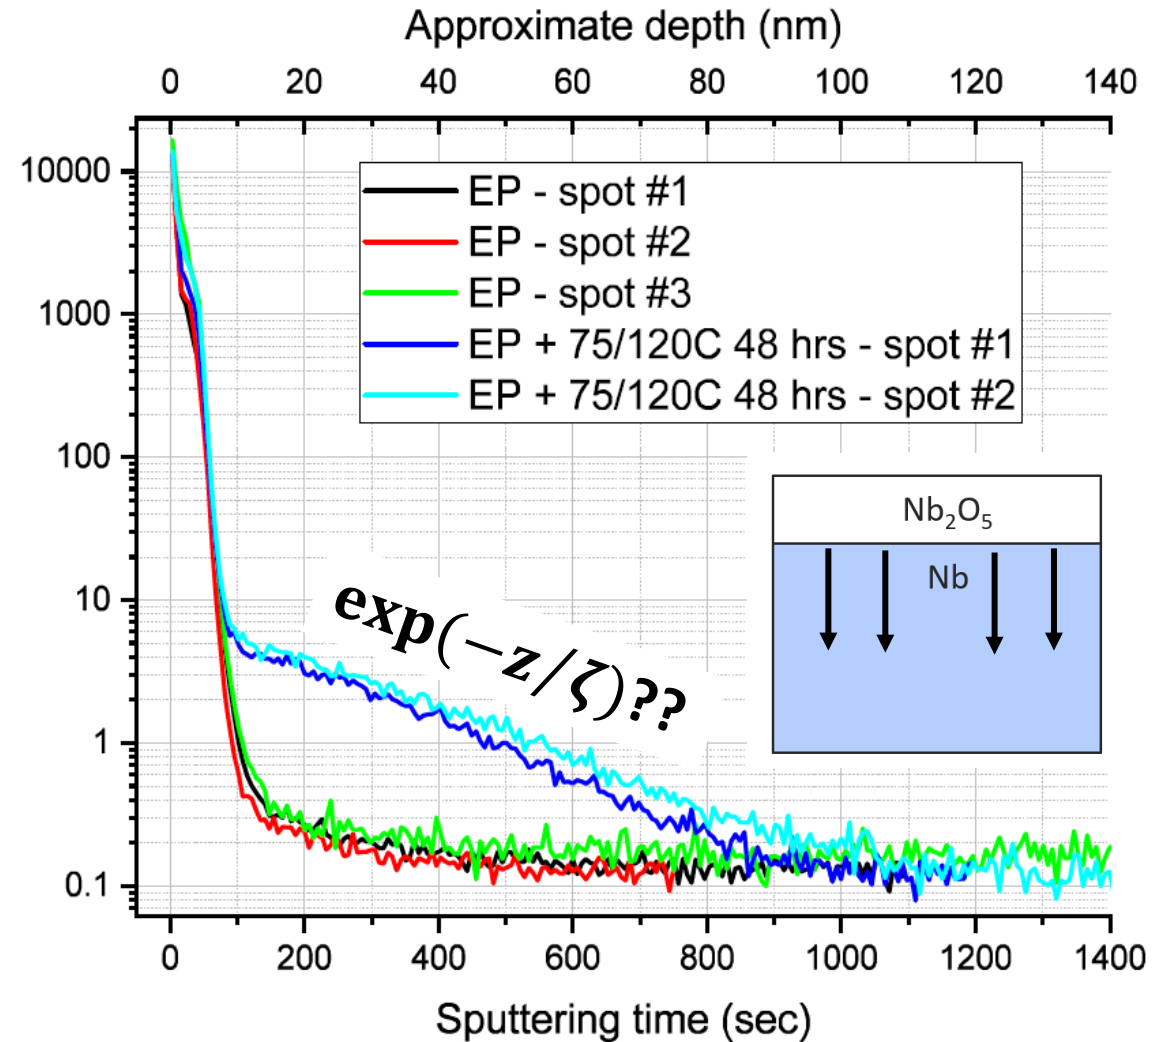 Approximate depth (nm)
0 20 40 60 80 100 120 140
10000
1000
100
10
1
0.1
EP - spot #1
EP - spot #2
EP - spot #3
EP + 75/120C 48 hrs - spot #1
EP + 75/120C 48 hrs - spot #2
exp(−z/ζ)??
Nb₂O₅
Nb
0 200 400 600 800 1000 1200 1400
Sputtering time (sec)